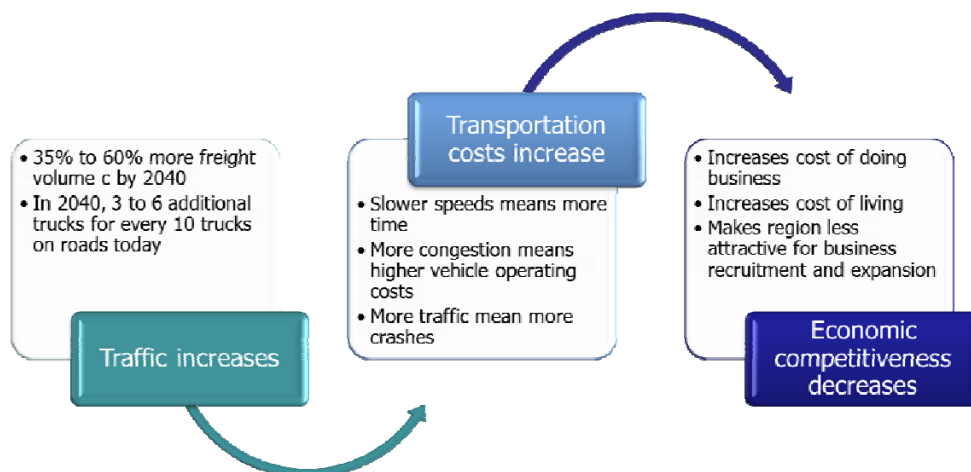 • 35% to 60% more freight
volume c by 2040
• In 2040, 3 to 6 additional
trucks for every 10 trucks
on roads today
Traffic increases
Transportation
costs increase
• Slower speeds means more
time
• More congestion means
higher vehicle operating
costs
• More traffic mean more
crashes
• Increases cost of doing
business
• Increases cost of living
• Makes region less
attractive for business
recruitment and expansion
Economic
competitiveness
decreases